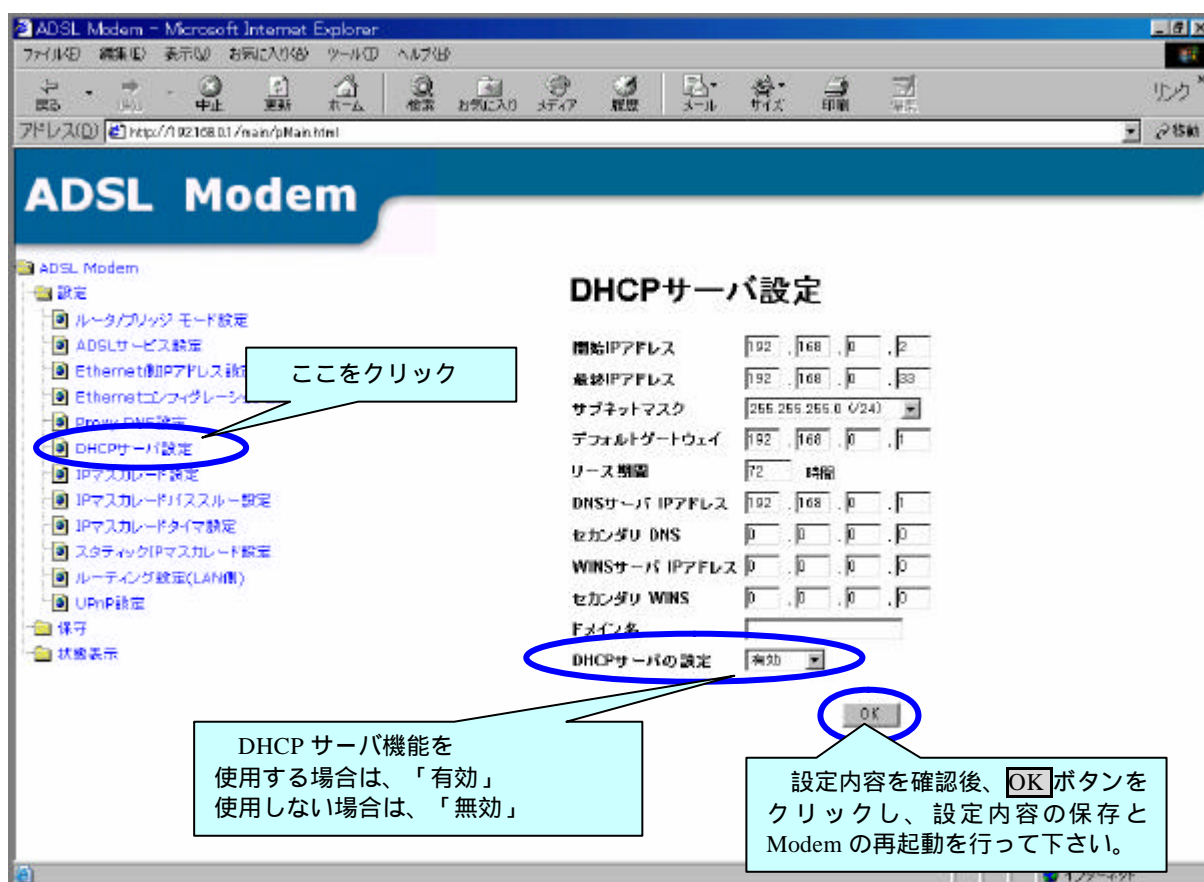 ADSL Modem - Microsoft Internet Explorer
ファイル(F) 編集(E) 表示(V) お気に入り(A) ツール(T) ヘルプ(H)
戻る 中止 更新 ホーム 検索 お気に入り メディア 履歴 メール サイズ 印刷 リンク
アドレス(D) http://192.168.0.1/main/pMain.html 移動
ADSL Modem
ADSL Modem
設定
ルータ/ブリッジ モード設定
ADSLサービス設定
Ethernet側IPアドレス設定
Ethernetコンフィグレーシ
Proxy DNS設定
DHCPサーバ設定
IPマスカレード設定
IPマスカレードパススルー設定
IPマスカレードタイマ設定
スタティックIPマスカレード設定
ルーティング設定(LAN側)
UPnP設定
保守
状態表示
ここをクリック
DHCPサーバ設定
開始IPアドレス 192 . 168 . 0 . 2
最終IPアドレス 192 . 168 . 0 . 33
サブネットマスク 255.255.255.0 (/24)
デフォルトゲートウェイ 192 . 168 . 0 . 1
リース期間 72 時間
DNSサーバ IPアドレス 192 . 168 . 0 . 1
セカンダリ DNS 0 . 0 . 0 . 0
WINSサーバ IPアドレス 0 . 0 . 0 . 0
セカンダリ WINS 0 . 0 . 0 . 0
ドメイン名
DHCPサーバの設定 有効
OK
DHCP サーバ機能を
使用する場合は、「有効」
使用しない場合は、「無効」
設定内容を確認後、OK ボタンを
クリックし、設定内容の保存と
Modem の再起動を行って下さい。
インターネット